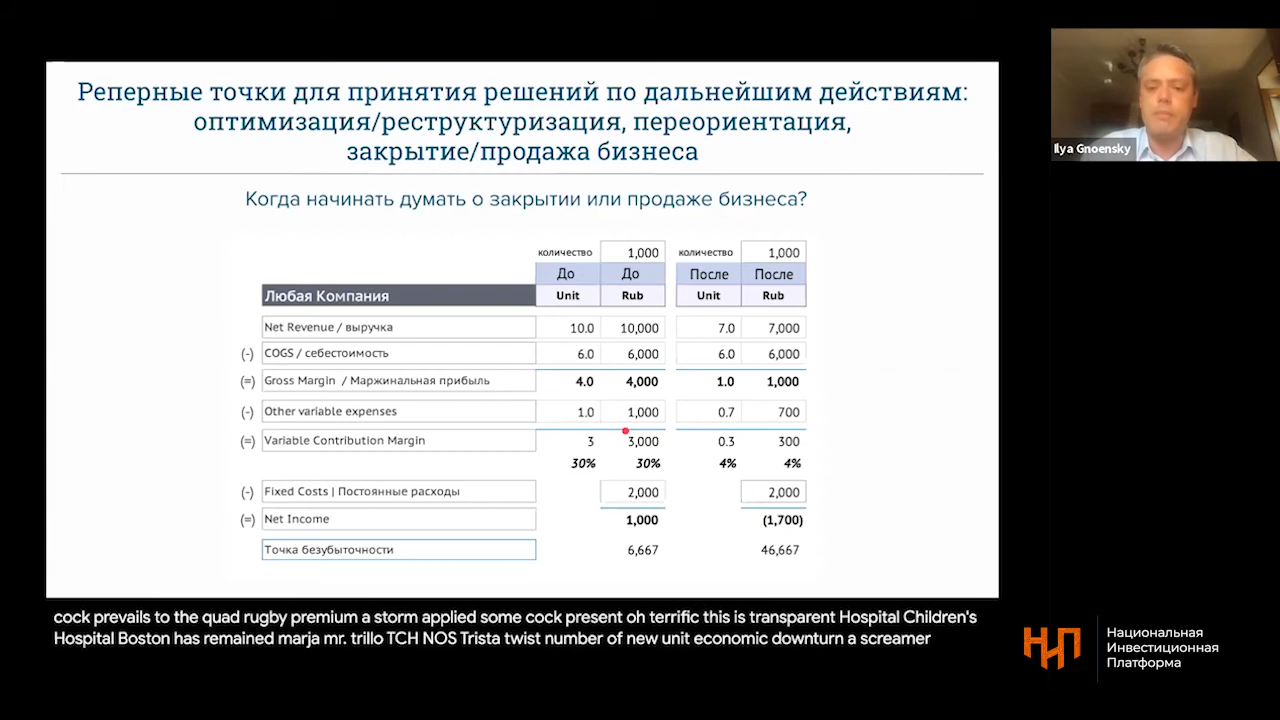 Реперные точки для принятия решений по дальнейшим действиям:
оптимизация/реструктуризация, переориентация,
закрытие/продажа бизнеса
Ilya Gnoensky
Когда начинать думать о закрытии или продаже бизнеса?
количество 1,000 количество 1,000
До До После После
Любая Компания Unit Rub Unit Rub
Net Revenue / выручка 10.0 10,000 7.0 7,000
(-) COGS / себестоимость 6.0 6,000 6.0 6,000
(=) Gross Margin / Маржинальная прибыль 4.0 4,000 1.0 1,000
(-) Other variable expenses 1.0 1,000 0.7 700
(=) Variable Contribution Margin 3 3,000 0.3 300
30% 30% 4% 4%
(-) Fixed Costs | Постоянные расходы 2,000 2,000
(=) Net Income 1,000 (1,700)
Точка безубыточности 6,667 46,667
cock prevails to the quad rugby premium a storm applied some cock present oh terrific this is transparent Hospital Children's
Hospital Boston has remained marja mr. trillo TCH NOS Trista twist number of new unit economic downturn a screamer
НИП
Национальная
Инвестиционная
Платформа